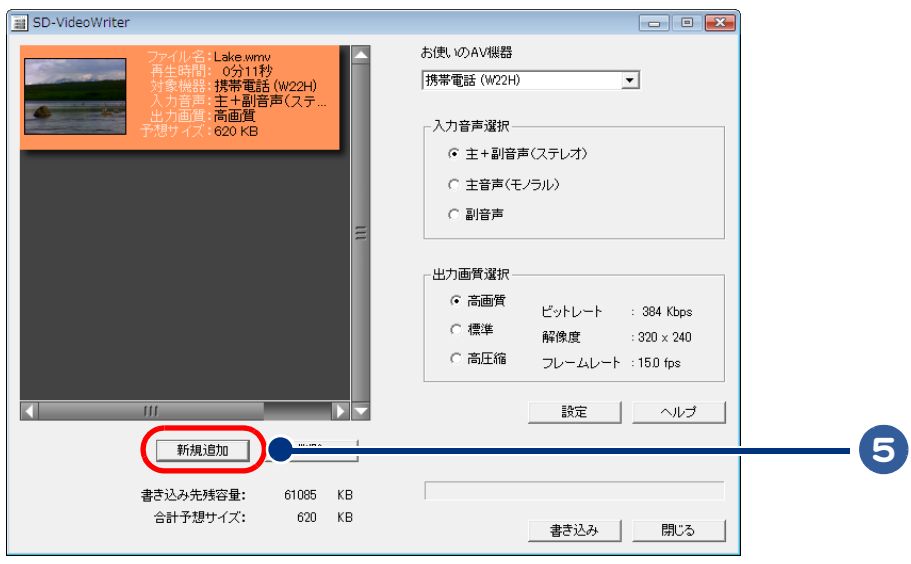 SD-VideoWriter
ファイル名：Lake.wmv
再生時間： 0分11秒
対象機器：携帯電話 (W22H)
入力音声：主＋副音声(ステ...
出力画質：高画質
予想サイズ：620 KB
お使いのAV機器
携帯電話 (W22H)
入力音声選択
主＋副音声(ステレオ)
主音声(モノラル)
副音声
出力画質選択
高画質
標準
高圧縮
ビットレート : 384 Kbps
解像度 : 320 x 240
フレームレート : 15.0 fps
設定
ヘルプ
新規追加
5
書き込み先残容量: 61085 KB
合計予想サイズ: 620 KB
書き込み
閉じる